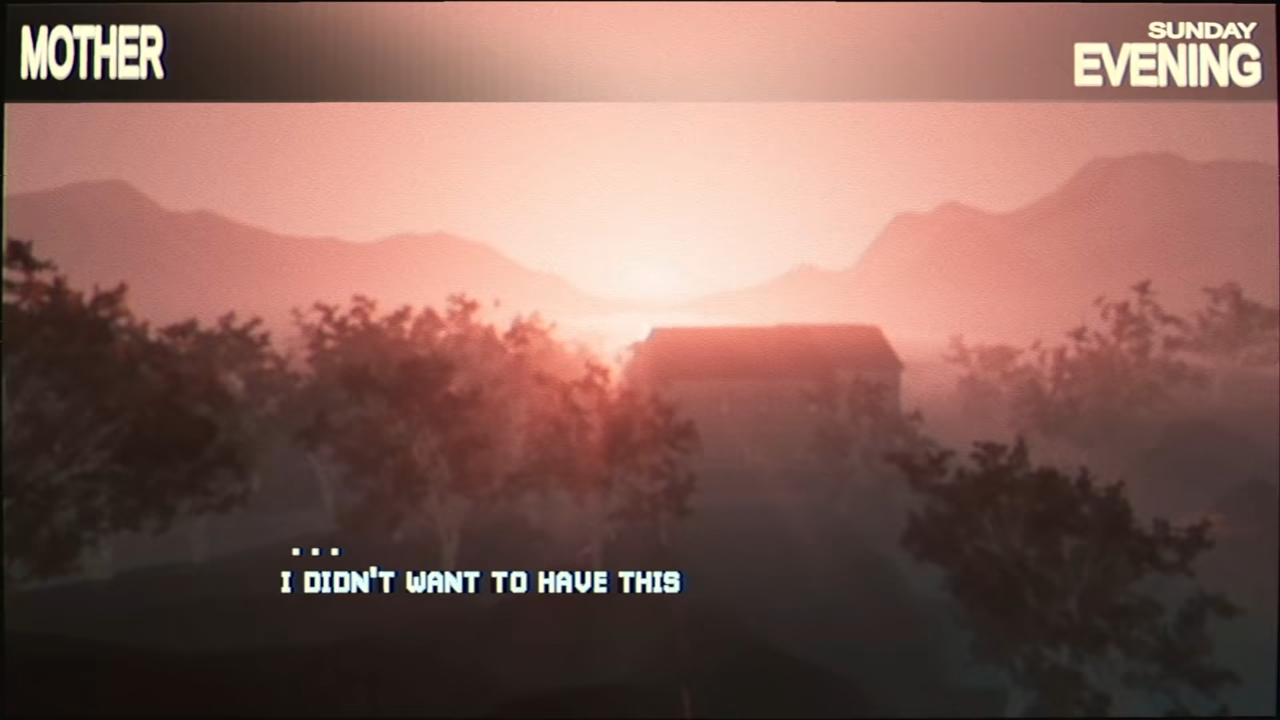 MOTHER
SUNDAY
EVENING
...
I DIDN'T WANT TO HAVE THIS